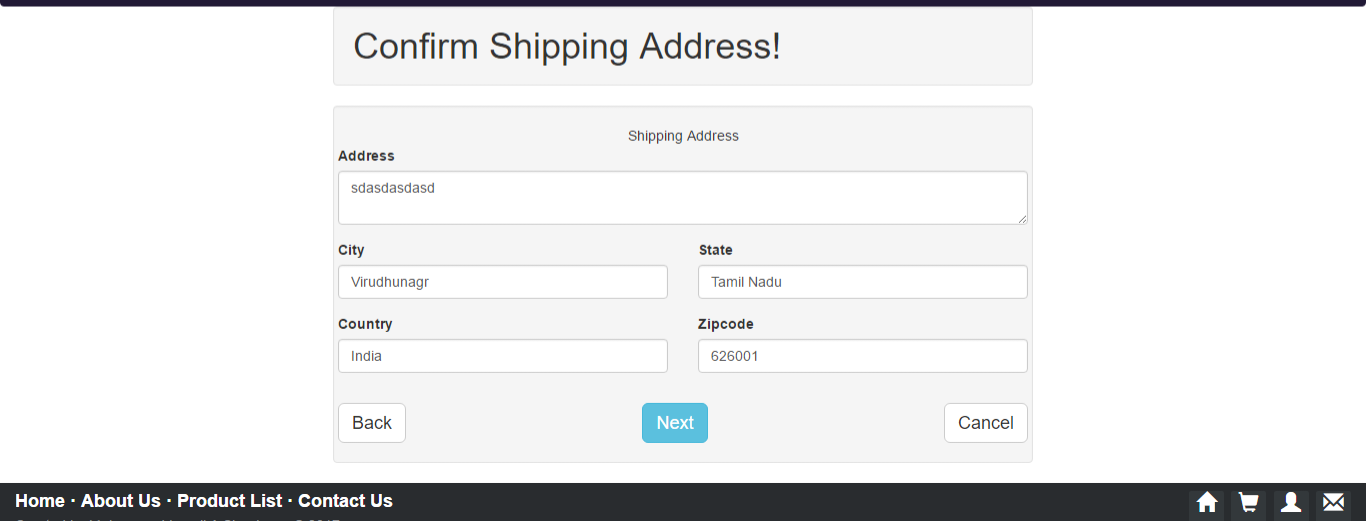 Confirm Shipping Address!
Shipping Address
Address
sdasdasdasd
City State
Virudhunagr Tamil Nadu
Country Zipcode
India 626001
Back Next Cancel
Home · About Us · Product List · Contact Us